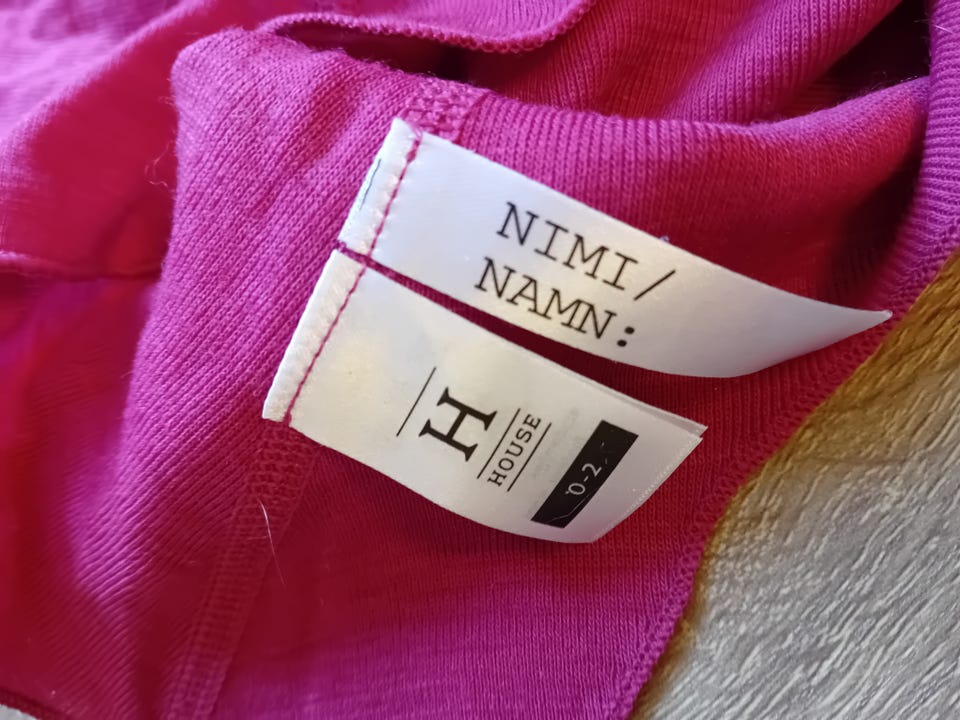 NIMI/
NAMN:
H
HOUSE
0-2